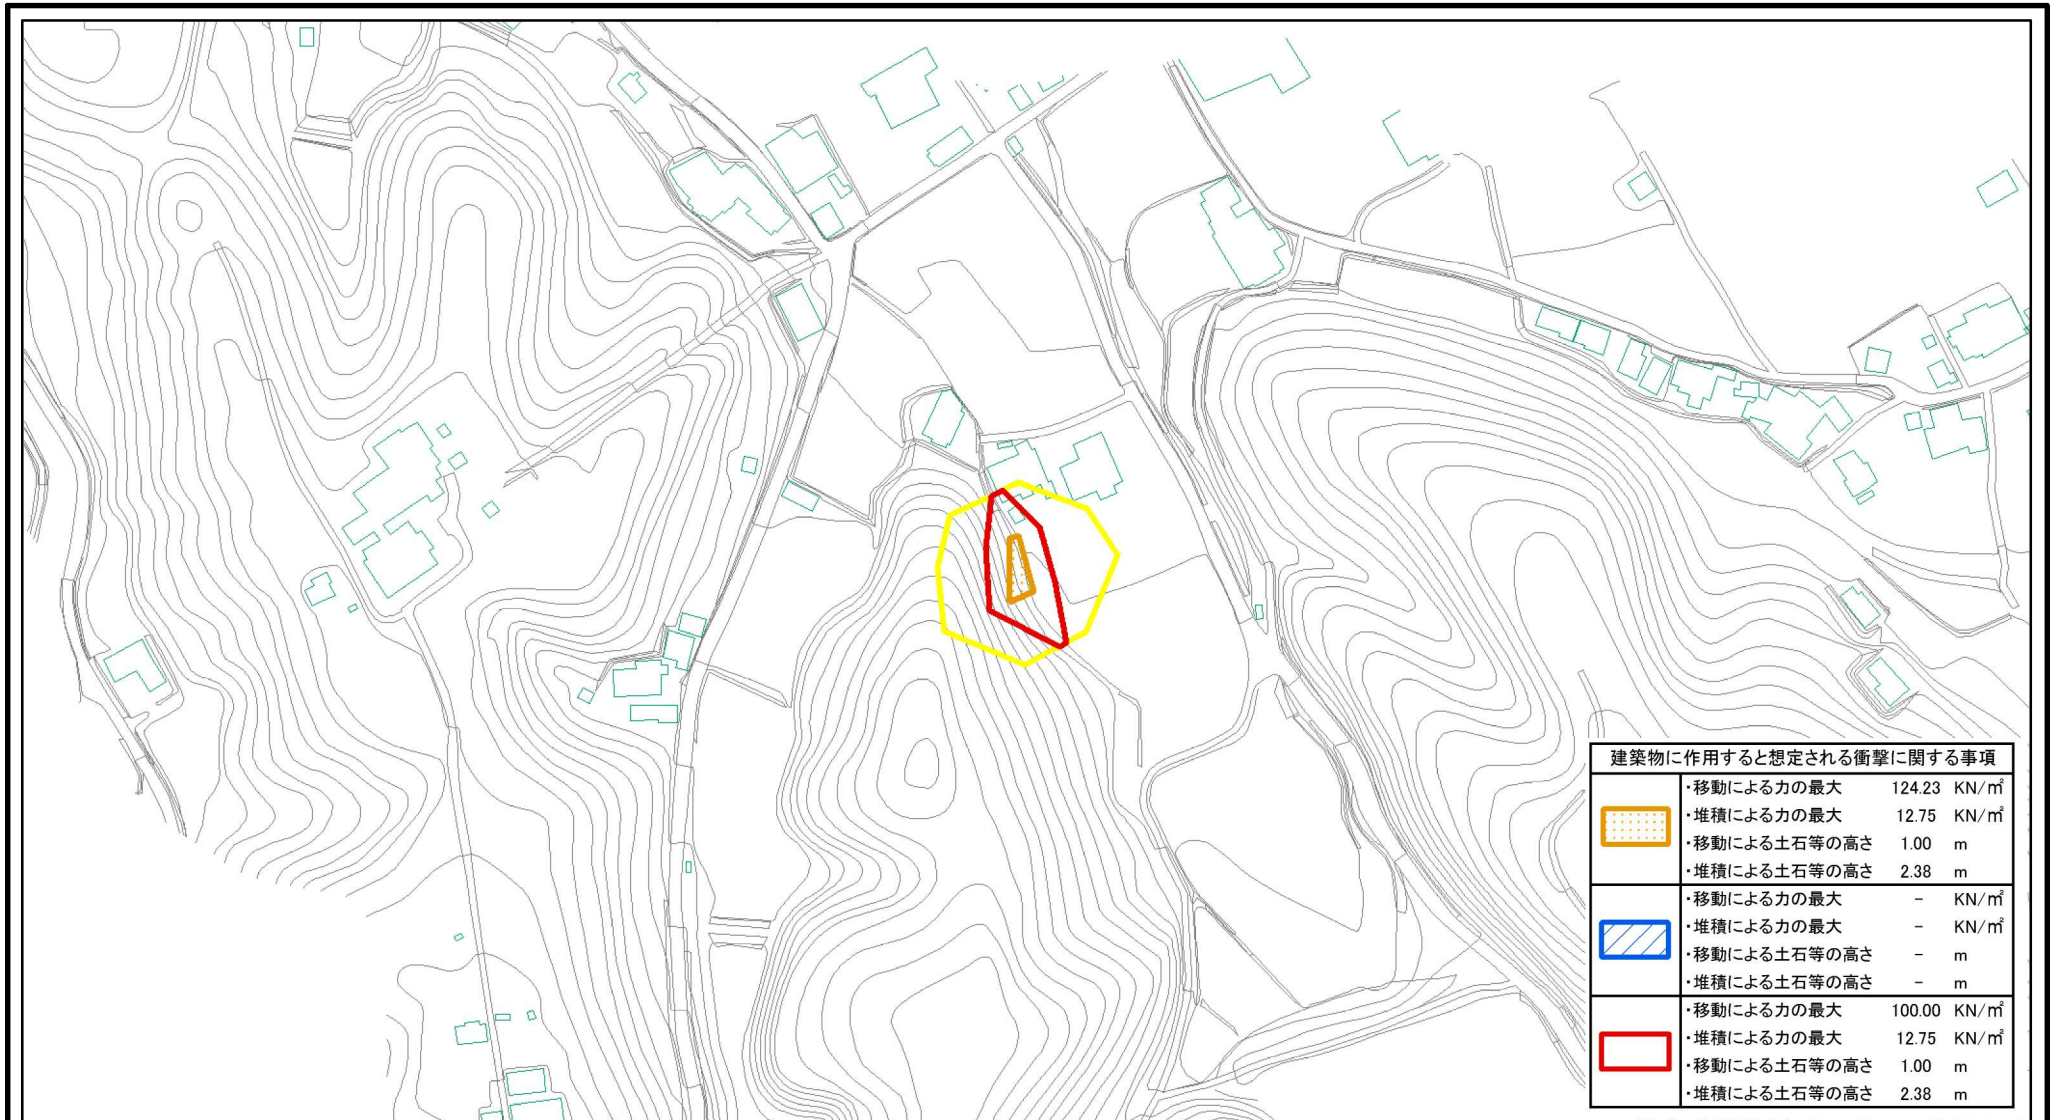 建築物に作用すると想定される衝撃に関する事項
・移動による力の最大 124.23 KN/㎡
・堆積による力の最大 12.75 KN/㎡
・移動による土石等の高さ 1.00 m
・堆積による土石等の高さ 2.38 m
・移動による力の最大 - KN/㎡
・堆積による力の最大 - KN/㎡
・移動による土石等の高さ - m
・堆積による土石等の高さ - m
・移動による力の最大 100.00 KN/㎡
・堆積による力の最大 12.75 KN/㎡
・移動による土石等の高さ 1.00 m
・堆積による土石等の高さ 2.38 m